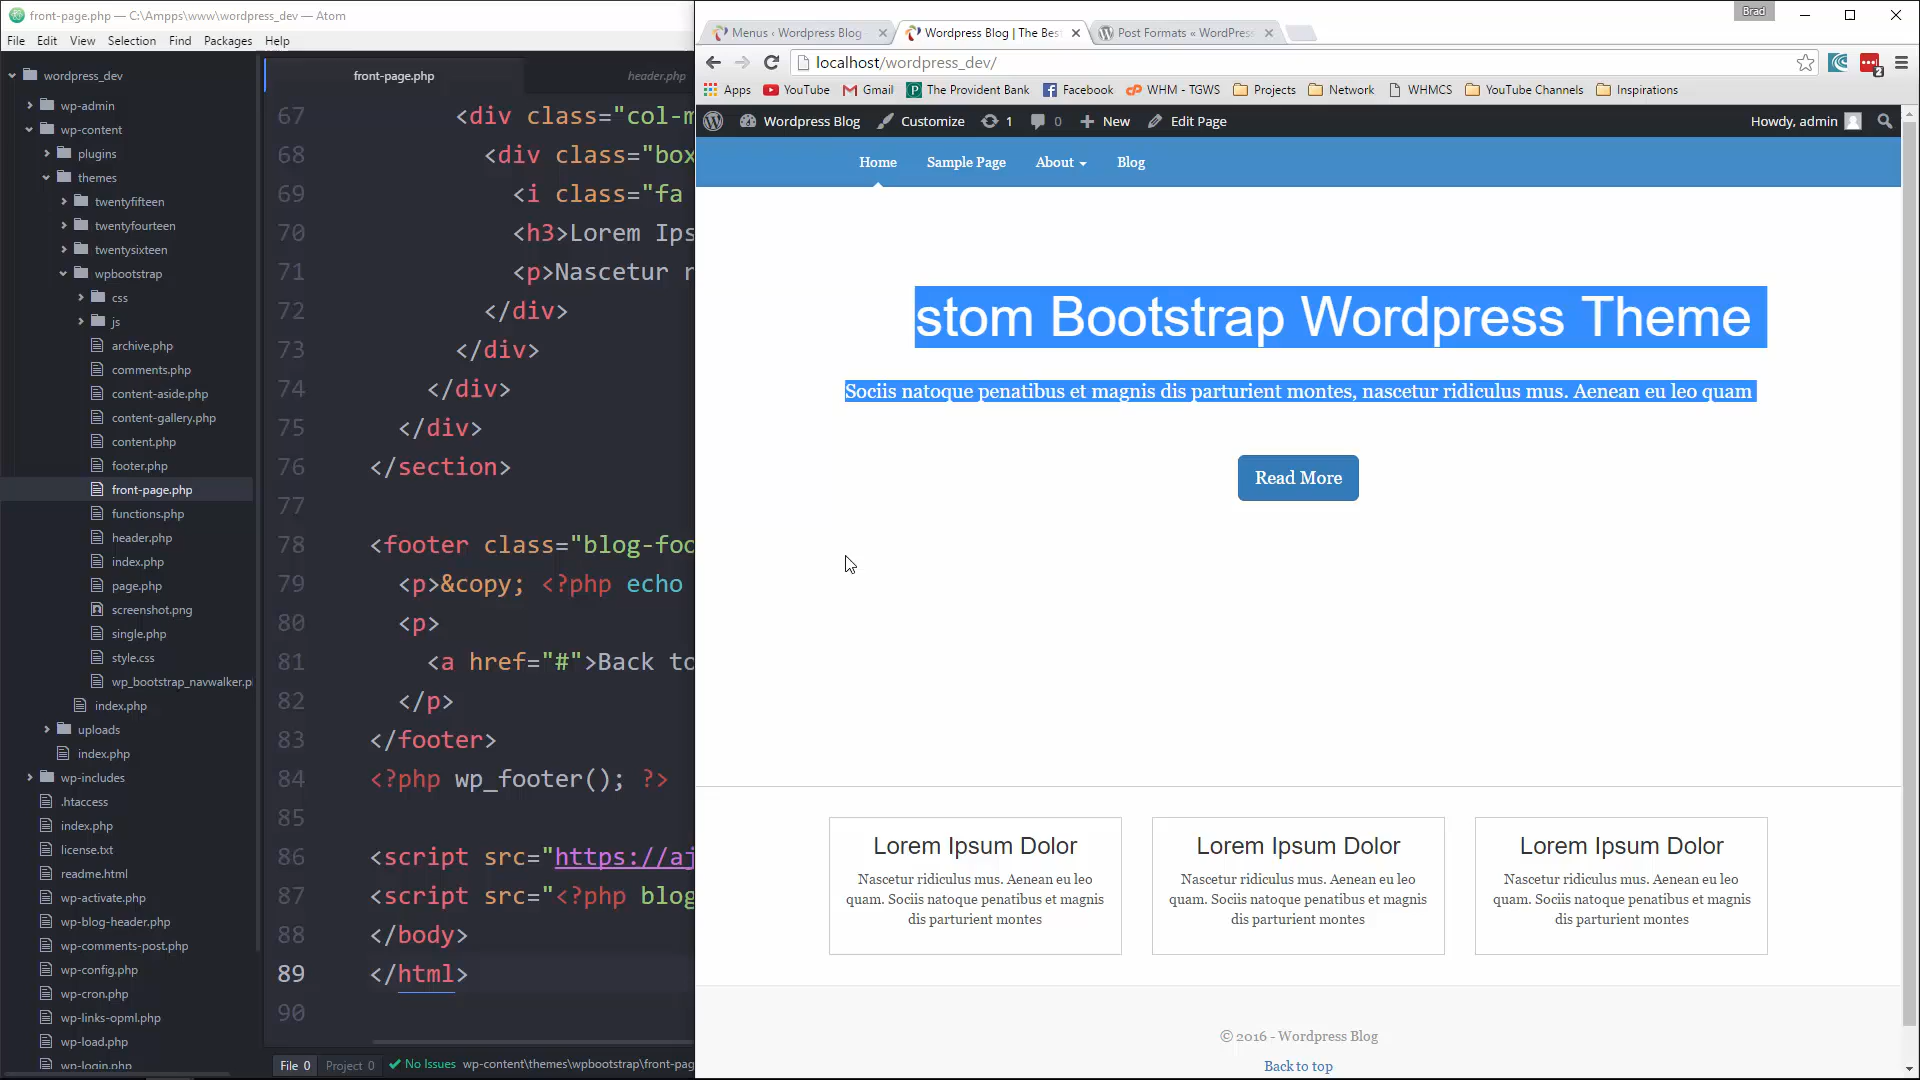 front-page.php — C:\Ampps\www\wordpress_dev — Atom
File Edit View Selection Find Packages Help
wordpress_dev
wp-admin
wp-content
plugins
themes
twentyfifteen
twentyfourteen
twentysixteen
wpbootstrap
css
js
archive.php
comments.php
content-aside.php
content-gallery.php
content.php
footer.php
front-page.php
functions.php
header.php
index.php
page.php
screenshot.png
single.php
style.css
wp_bootstrap_navwalker.p
index.php
uploads
index.php
wp-includes
.htaccess
index.php
license.txt
readme.html
wp-activate.php
wp-blog-header.php
wp-comments-post.php
wp-config.php
wp-cron.php
wp-links-opml.php
wp-load.php
wp-login.php
front-page.php header.php
67 <div class="col-m
68 <div class="box
69 <i class="fa
70 <h3>Lorem Ips
71 <p>Nascetur r
72 </div>
73 </div>
74 </div>
75 </div>
76 </section>
77
78 <footer class="blog-foo
79 <p>&copy; <?php echo
80 <p>
81 <a href="#">Back to
82 </p>
83 </footer>
84 <?php wp_footer(); ?>
85
86 <script src="https://aj
87 <script src="<?php blog
88 </body>
89 </html>
90
File 0 Project 0 No Issues wp-content\themes\wpbootstrap\front-pag
Brad
Menus ‹ Wordpress Blog Wordpress Blog | The Bes Post Formats « WordPress
localhost/wordpress_dev/
Apps YouTube Gmail The Provident Bank Facebook WHM - TGWS Projects Network WHMCS YouTube Channels Inspirations
2
Wordpress Blog Customize 1 0 New Edit Page Howdy, admin
Home Sample Page About Blog
stom Bootstrap Wordpress Theme
Sociis natoque penatibus et magnis dis parturient montes, nascetur ridiculus mus. Aenean eu leo quam
Read More
Lorem Ipsum Dolor
Nascetur ridiculus mus. Aenean eu leo
quam. Sociis natoque penatibus et magnis
dis parturient montes
Lorem Ipsum Dolor
Nascetur ridiculus mus. Aenean eu leo
quam. Sociis natoque penatibus et magnis
dis parturient montes
Lorem Ipsum Dolor
Nascetur ridiculus mus. Aenean eu leo
quam. Sociis natoque penatibus et magnis
dis parturient montes
© 2016 - Wordpress Blog
Back to top